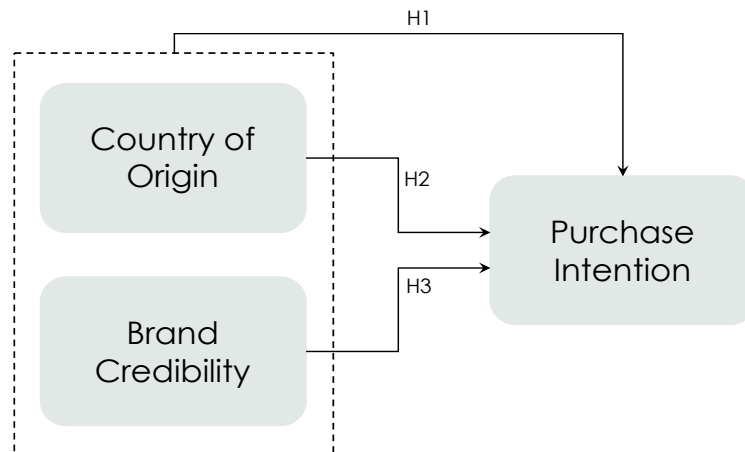 H1
Country of
Origin
H2
Purchase
Intention
H3
Brand
Credibility